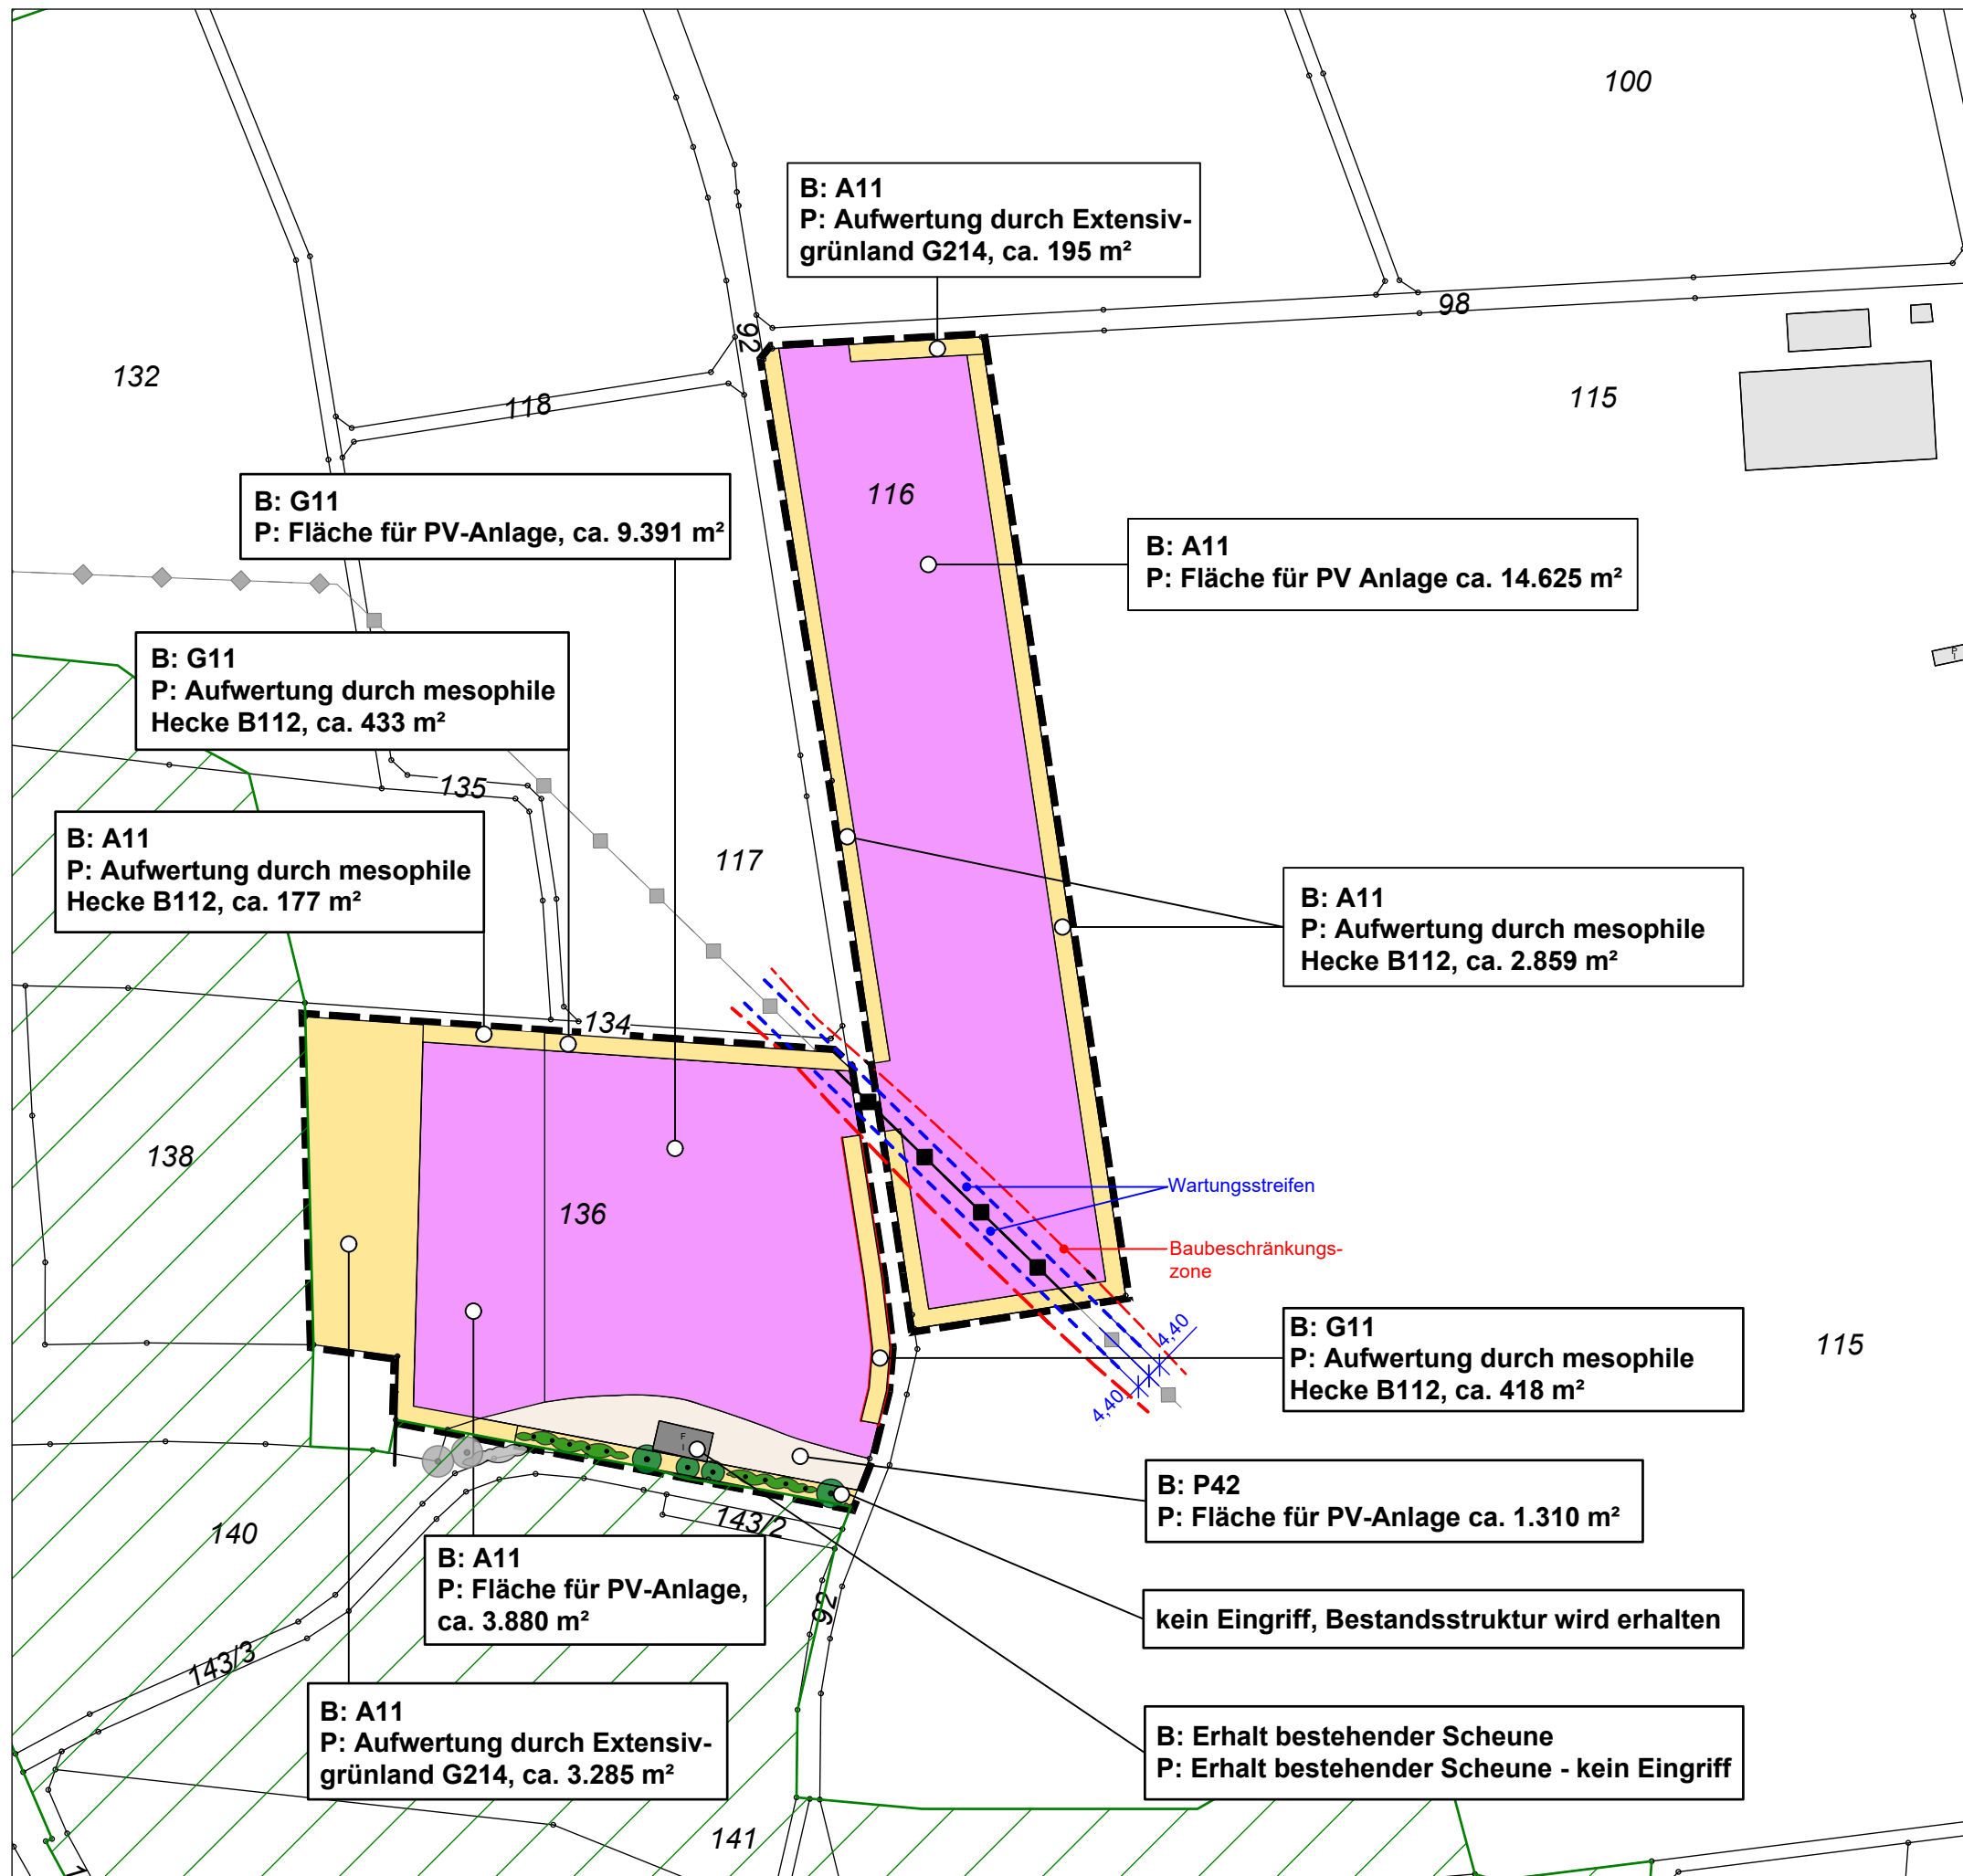 100
B: A11
P: Aufwertung durch Extensiv-
grünland G214, ca. 195 m²
98
92
132
118
115
B: G11
P: Fläche für PV-Anlage, ca. 9.391 m²
116
B: A11
P: Fläche für PV Anlage ca. 14.625 m²
B: G11
P: Aufwertung durch mesophile
Hecke B112, ca. 433 m²
135
B: A11
P: Aufwertung durch mesophile
Hecke B112, ca. 177 m²
117
B: A11
P: Aufwertung durch mesophile
Hecke B112, ca. 2.859 m²
134
138
136
Wartungsstreifen
Baubeschränkungs-
zone
B: G11
P: Aufwertung durch mesophile
Hecke B112, ca. 418 m²
115
4,40
4,40
F
I
B: P42
P: Fläche für PV-Anlage ca. 1.310 m²
140
143/2
B: A11
P: Fläche für PV-Anlage,
ca. 3.880 m²
92
kein Eingriff, Bestandsstruktur wird erhalten
143/3
B: A11
P: Aufwertung durch Extensiv-
grünland G214, ca. 3.285 m²
B: Erhalt bestehender Scheune
P: Erhalt bestehender Scheune - kein Eingriff
141